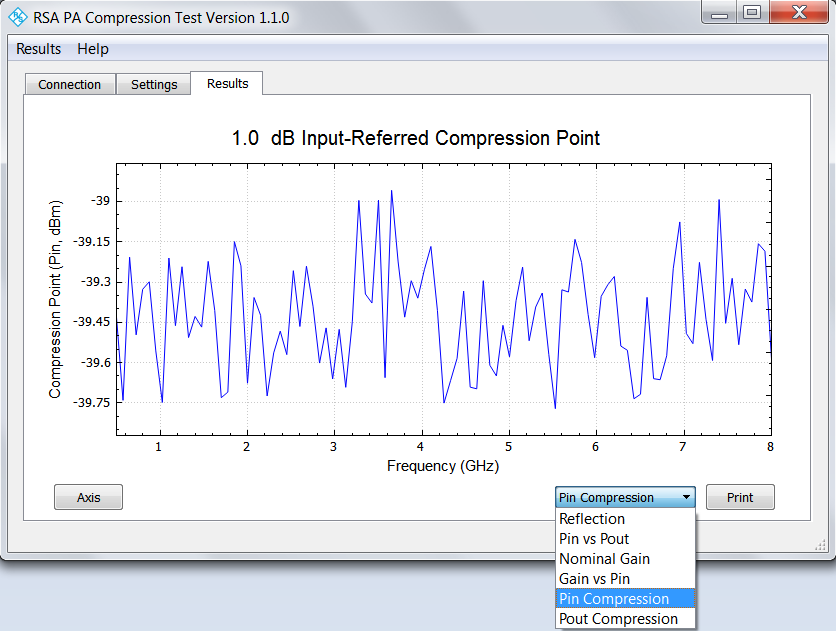 RSA PA Compression Test Version 1.1.0
Results Help
Connection Settings Results
1.0 dB Input-Referred Compression Point
Compression Point (Pin, dBm)
-39
-39.15
-39.3
-39.45
-39.6
-39.75
1 2 3 4 5 6 7 8
Frequency (GHz)
Axis Pin Compression Print
Reflection
Pin vs Pout
Nominal Gain
Gain vs Pin
Pin Compression
Pout Compression